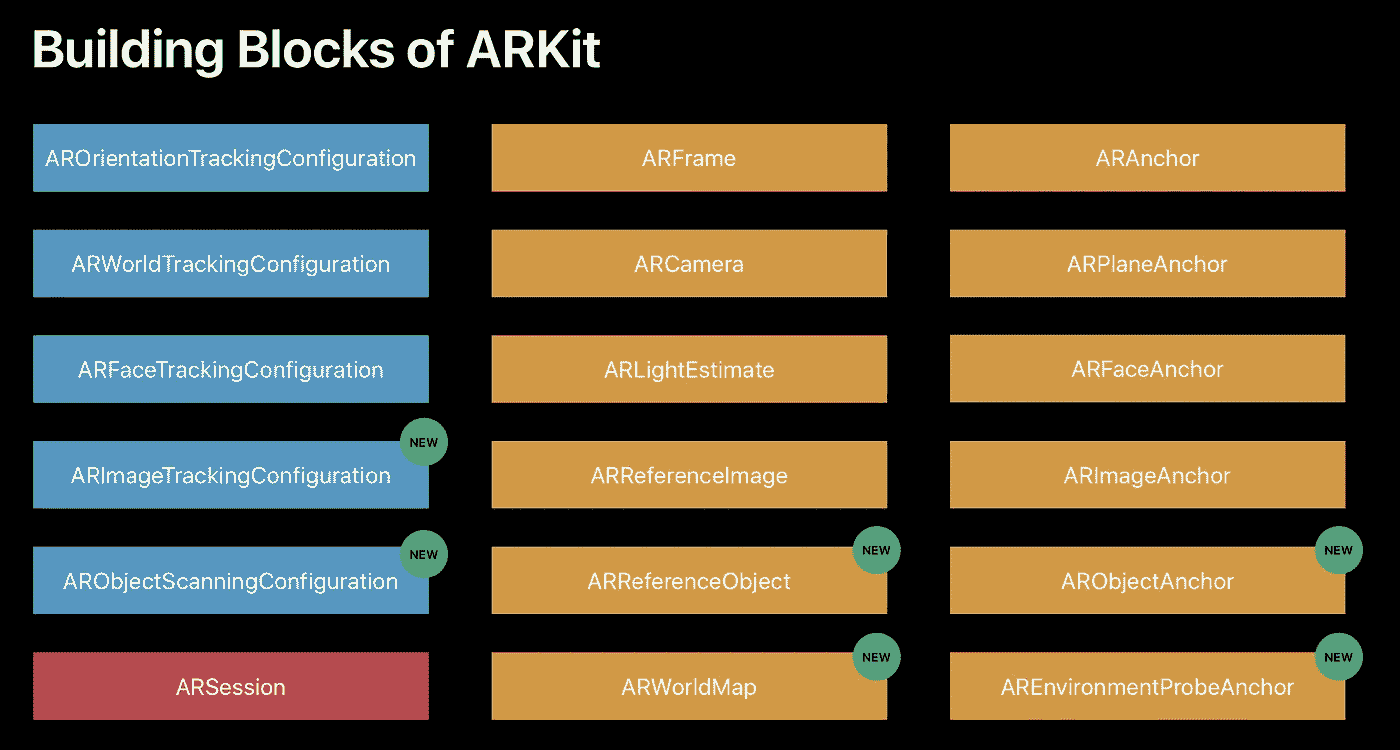 Building Blocks of ARKit
AROrientationTrackingConfiguration
ARFrame
ARAnchor
ARWorldTrackingConfiguration
ARCamera
ARPlaneAnchor
ARFaceTrackingConfiguration
ARLightEstimate
ARFaceAnchor
NEW
ARImageTrackingConfiguration
ARReferenceImage
ARImageAnchor
NEW
ARObjectScanningConfiguration
NEW
ARReferenceObject
NEW
ARObjectAnchor
ARSession
NEW
ARWorldMap
NEW
AREnvironmentProbeAnchor